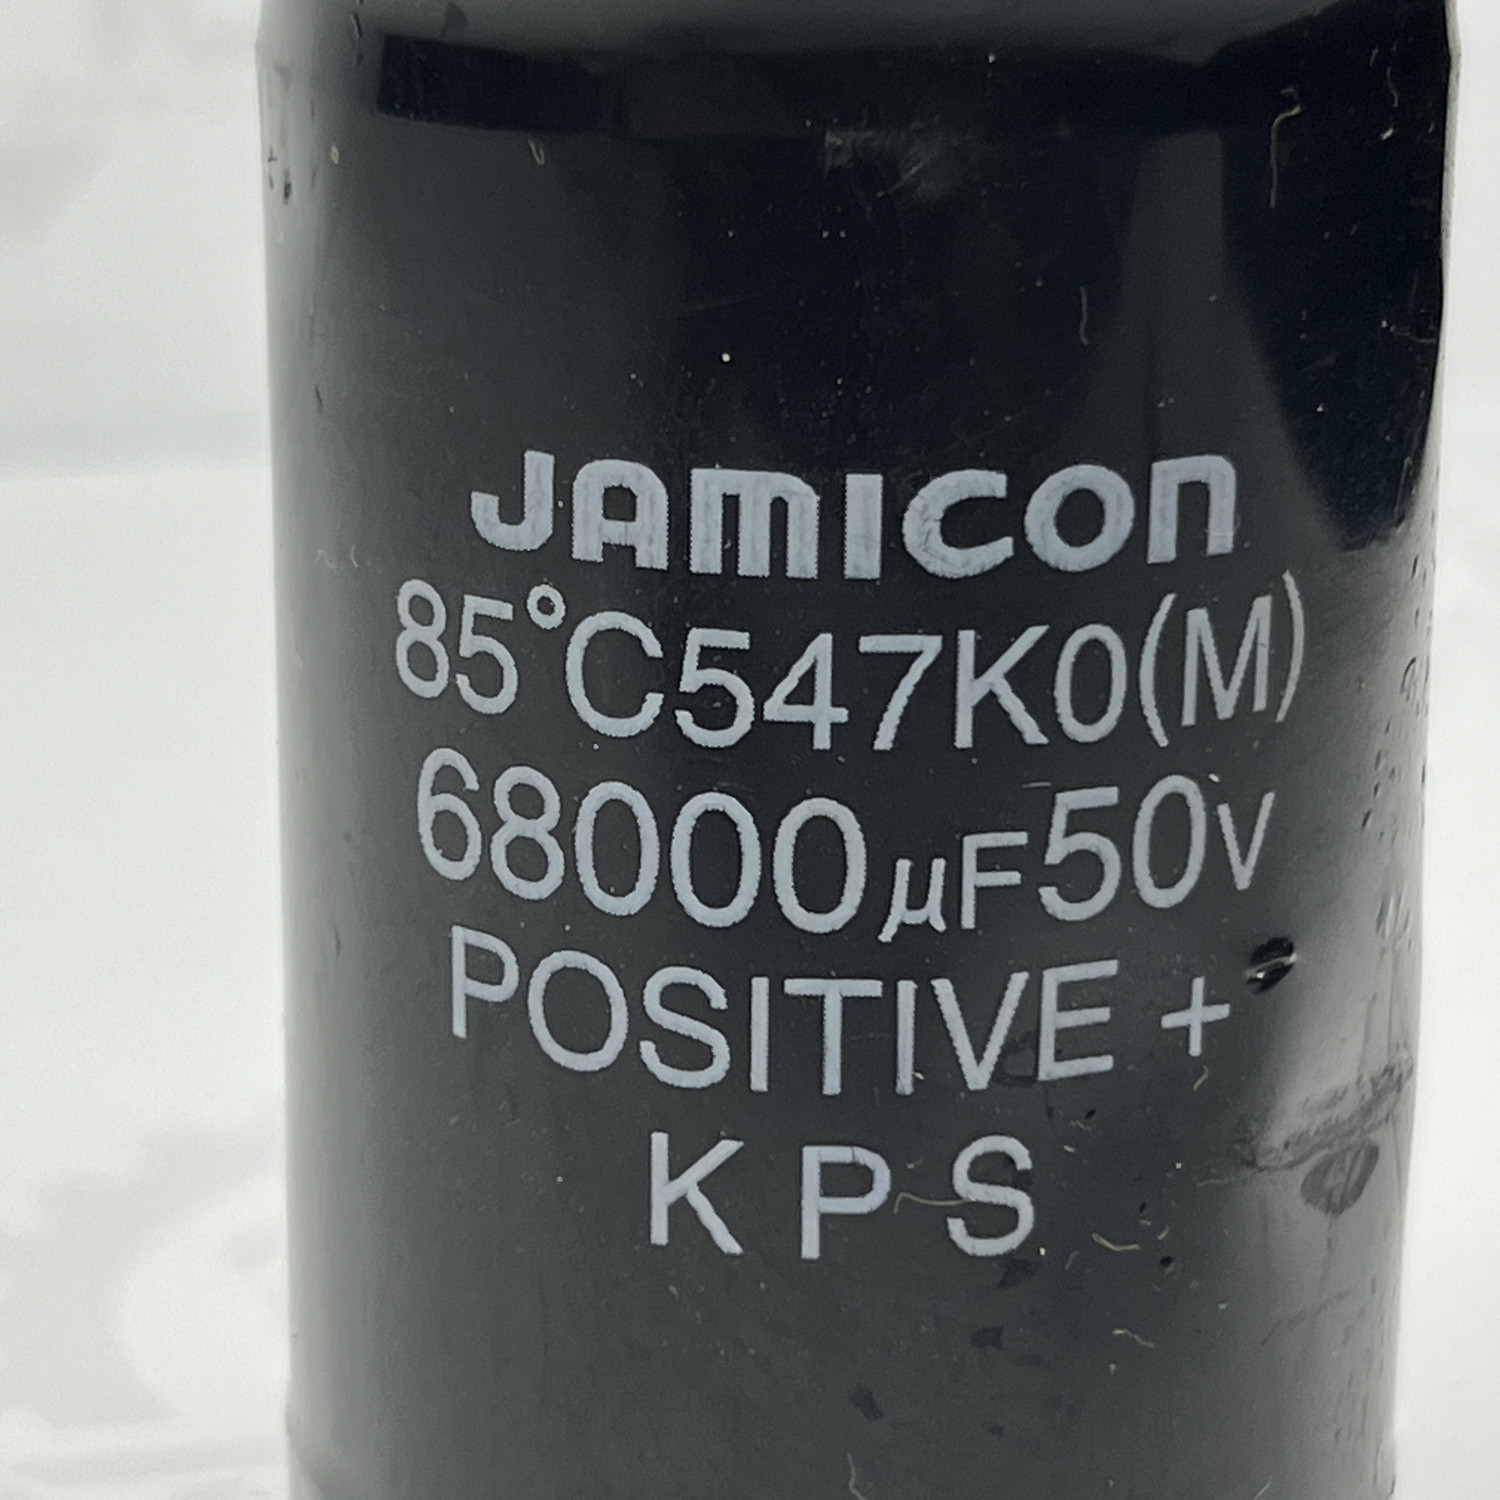 JAMICON
85°C547K0(M)
68000µF50V
POSITIVE +
KPS